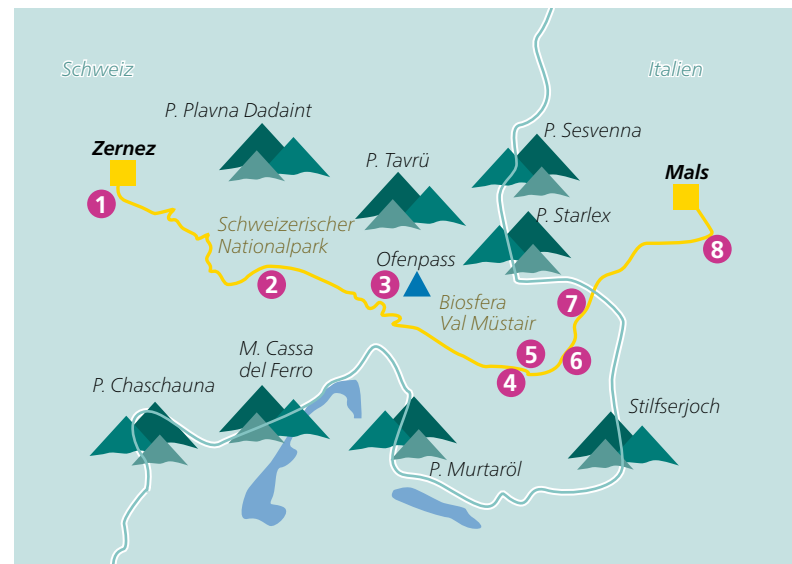 Schweiz
Italien
P. Plavna Dadaint
P. Sesvenna
Zernez
P. Tavrü
Mals
1
P. Starlex
Schweizerischer
Nationalpark
8
Ofenpass
2
3
Biosfera
Val Müstair
7
M. Cassa
del Ferro
5
6
4
P. Chaschauna
Stilfserjoch
P. Murtaröl